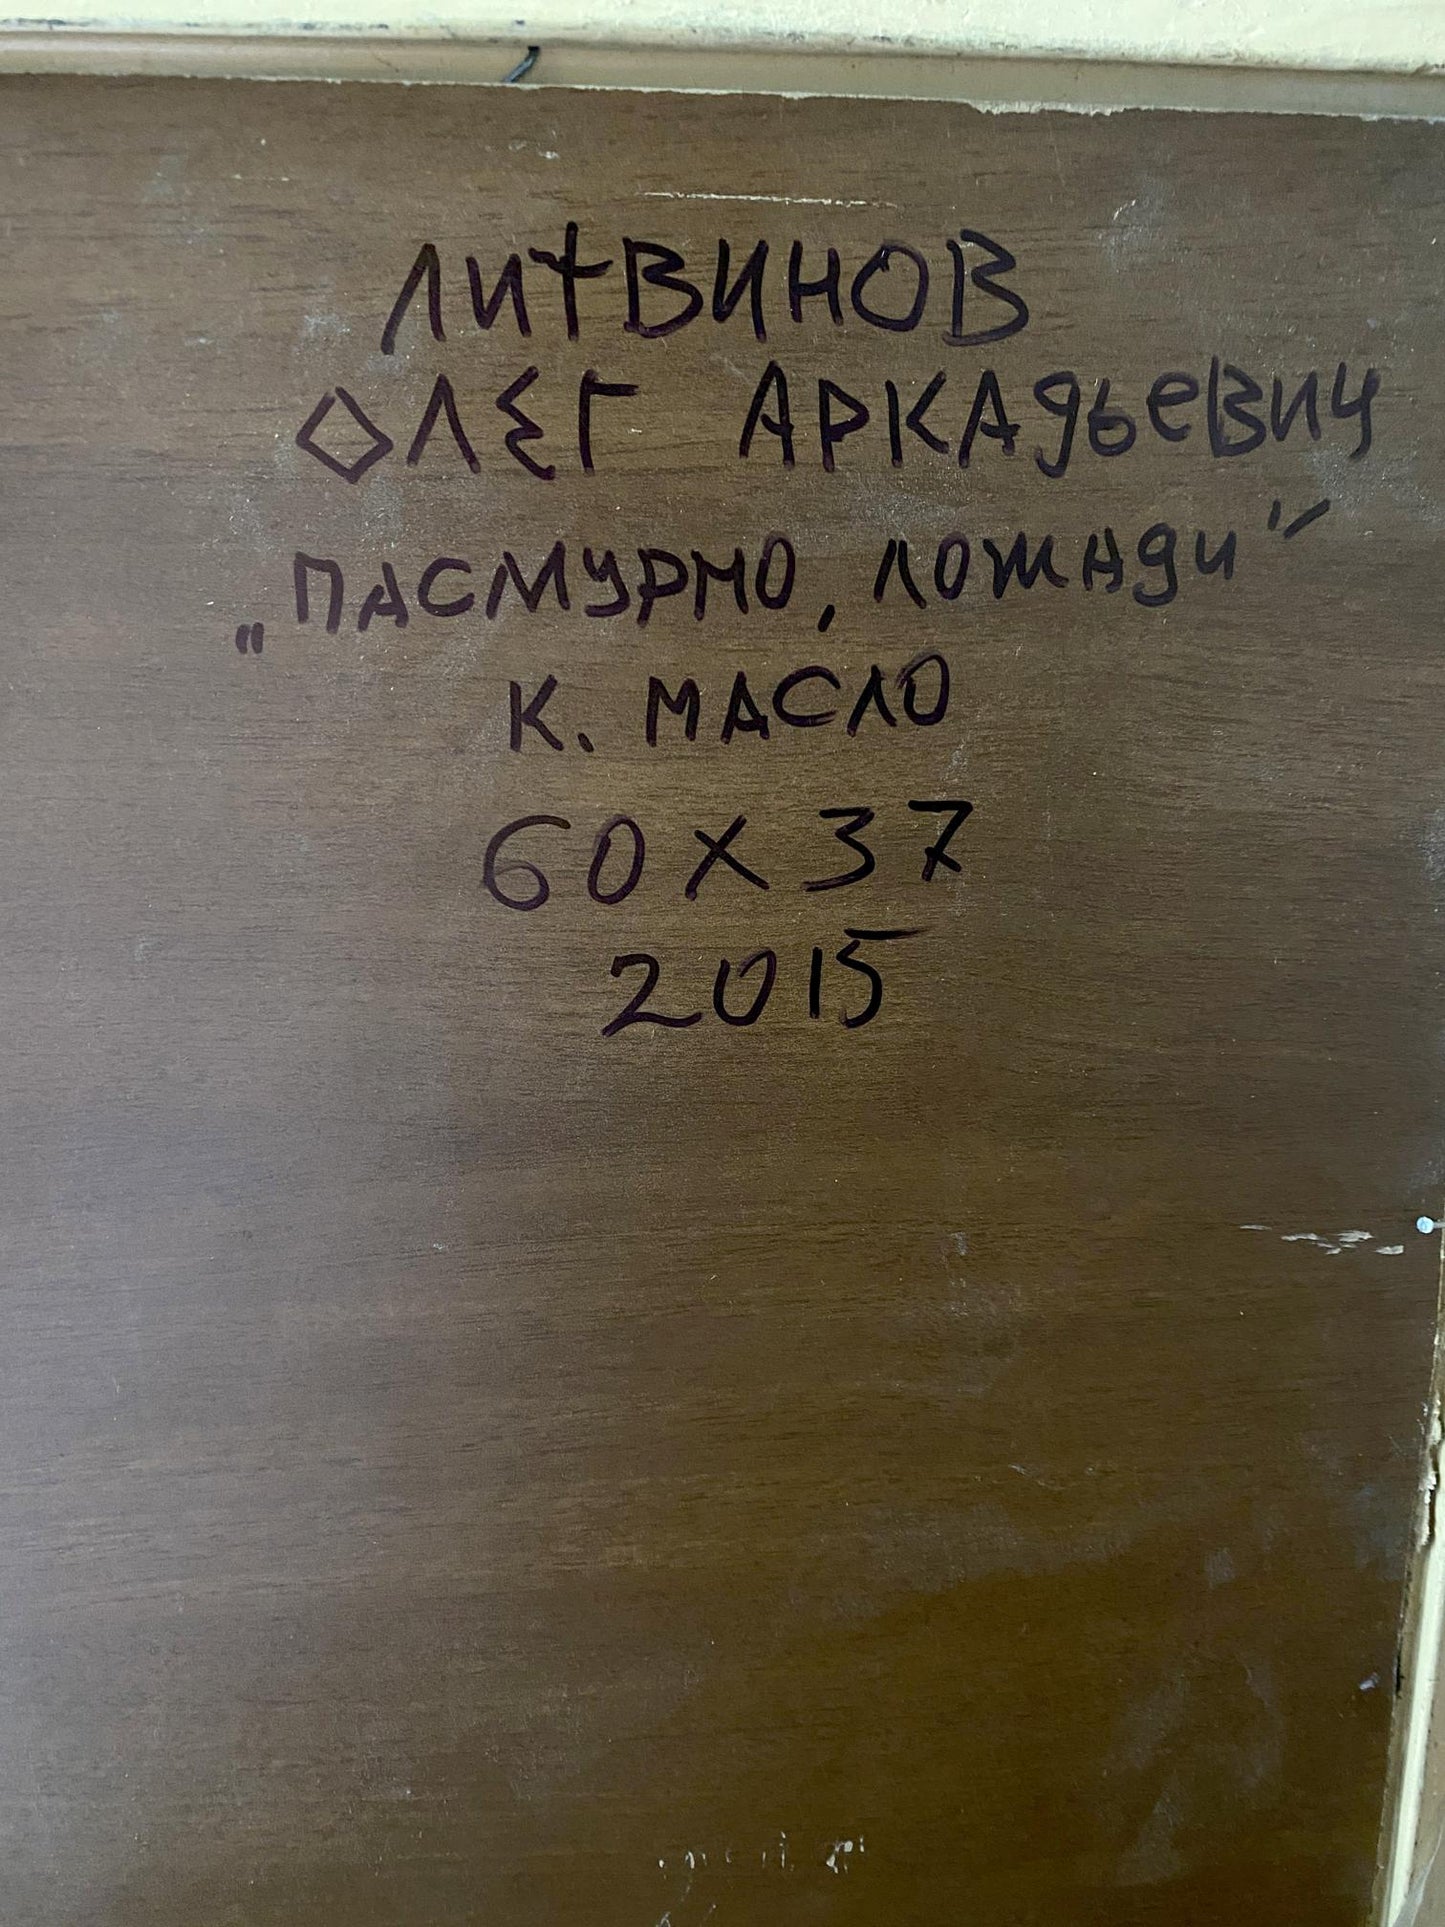 ЛИТВИНОВ
ОЛЕГ АРКАДЬЕВИЧ
„ПАСМУРНО, ЛОШАДИ"
К. МАСЛО
60 X 37
2015